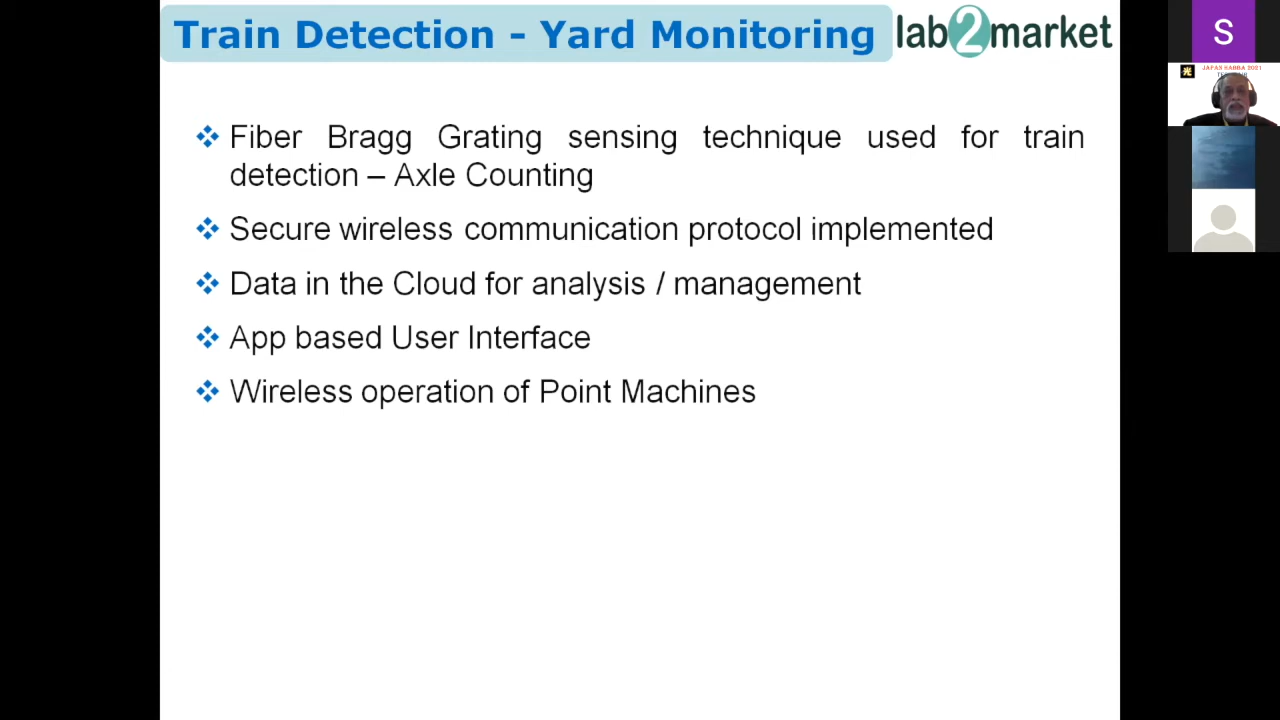 Train Detection - Yard Monitoring
lab2market
Fiber Bragg Grating sensing technique used for train
detection – Axle Counting
Secure wireless communication protocol implemented
Data in the Cloud for analysis / management
App based User Interface
Wireless operation of Point Machines
S
光